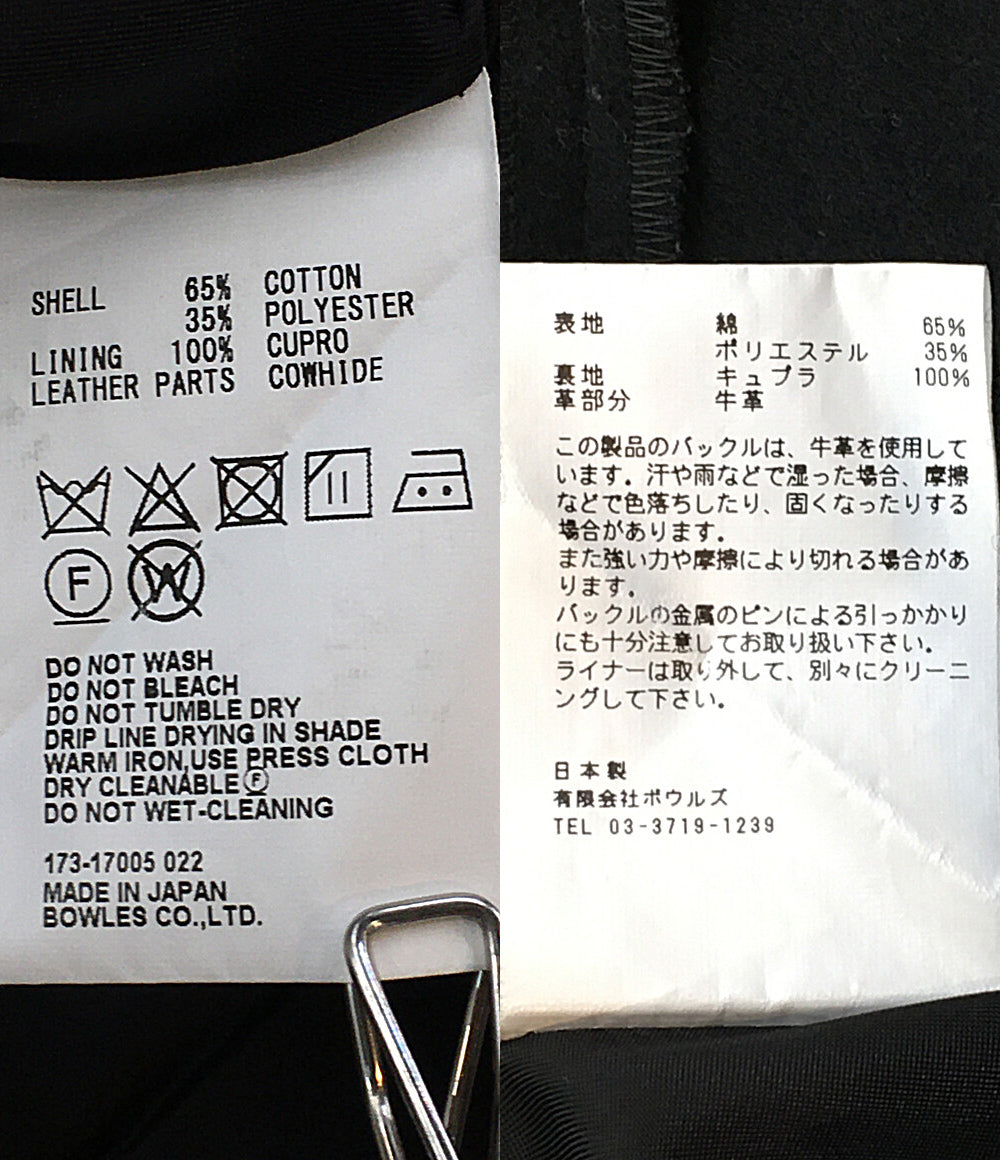 SHELL 65% COTTON
35% POLYESTER
LINING 100% CUPRO
LEATHER PARTS COWHIDE
F
W
DO NOT WASH
DO NOT BLEACH
DO NOT TUMBLE DRY
DRIP LINE DRYING IN SHADE
WARM IRON,USE PRESS CLOTH
DRY CLEANABLE Ⓕ
DO NOT WET-CLEANING
173-17005 022
MADE IN JAPAN
BOWLES CO.,LTD.
表地 綿 65%
ポリエステル 35%
裏地 キュプラ 100%
革部分 牛革
この製品のバックルは、牛革を使用して
います。汗や雨などで湿った場合、摩擦
などで色落ちしたり、固くなったりする
場合があります。
また強い力や摩擦により切れる場合があ
ります。
バックルの金属のピンによる引っかかり
にも十分注意してお取り扱い下さい。
ライナーは取り外して、別々にクリーニ
ングして下さい。
日本製
有限会社ボウルズ
TEL 03-3719-1239